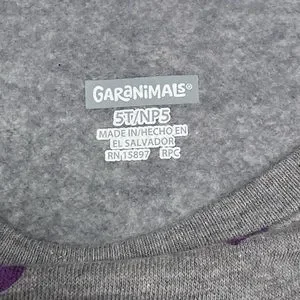 GARANIMALS®
5T/NP5
MADE IN/HECHO EN
EL SALVADOR
RN 15897 RPC